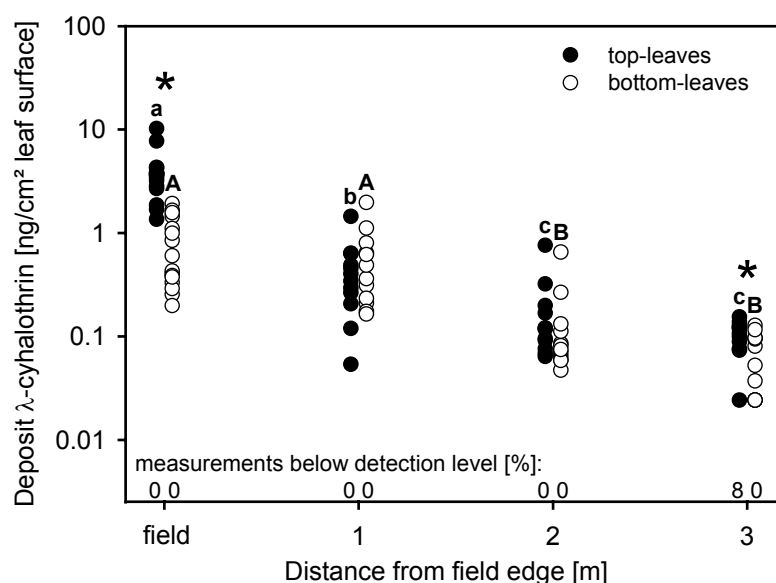 Deposit λ-cyhalothrin [ng/cm² leaf surface]
100
10
1
0.1
0.01
top-leaves
bottom-leaves
*
a
A
b A
c B
*
c B
measurements below detection level [%]:
0 0 0 0 0 0 8 0
field 1 2 3
Distance from field edge [m]